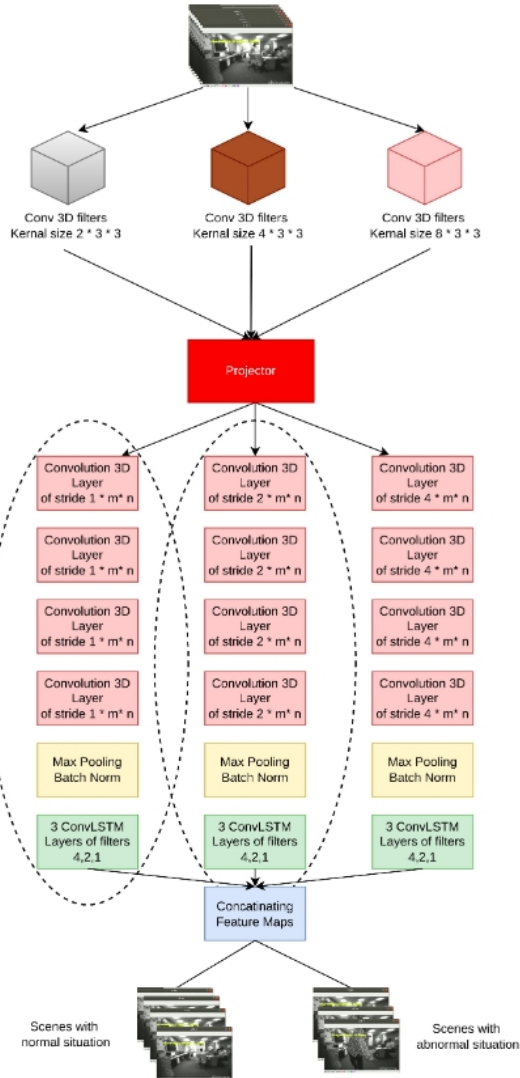 Conv 3D filters
Kernal size 2 * 3 * 3
Conv 3D filters
Kernal size 4 * 3 * 3
Conv 3D filters
Kernal size 8 * 3 * 3
Projector
Convolution 3D
Layer
of stride 1 * m* n
Convolution 3D
Layer
of stride 2 * m* n
Convolution 3D
Layer
of stride 4 * m* n
Convolution 3D
Layer
of stride 1 * m* n
Convolution 3D
Layer
of stride 2 * m* n
Convolution 3D
Layer
of stride 4 * m* n
Convolution 3D
Layer
of stride 1 * m* n
Convolution 3D
Layer
of stride 2 * m* n
Convolution 3D
Layer
of stride 4 * m* n
Convolution 3D
Layer
of stride 1 * m* n
Convolution 3D
Layer
of stride 2 * m* n
Convolution 3D
Layer
of stride 4 * m* n
Max Pooling
Batch Norm
Max Pooling
Batch Norm
Max Pooling
Batch Norm
3 ConvLSTM
Layers of filters
4,2,1
3 ConvLSTM
Layers of filters
4,2,1
3 ConvLSTM
Layers of filters
4,2,1
Concatinating
Feature Maps
Scenes with
normal situation
Scenes with
abnormal situation